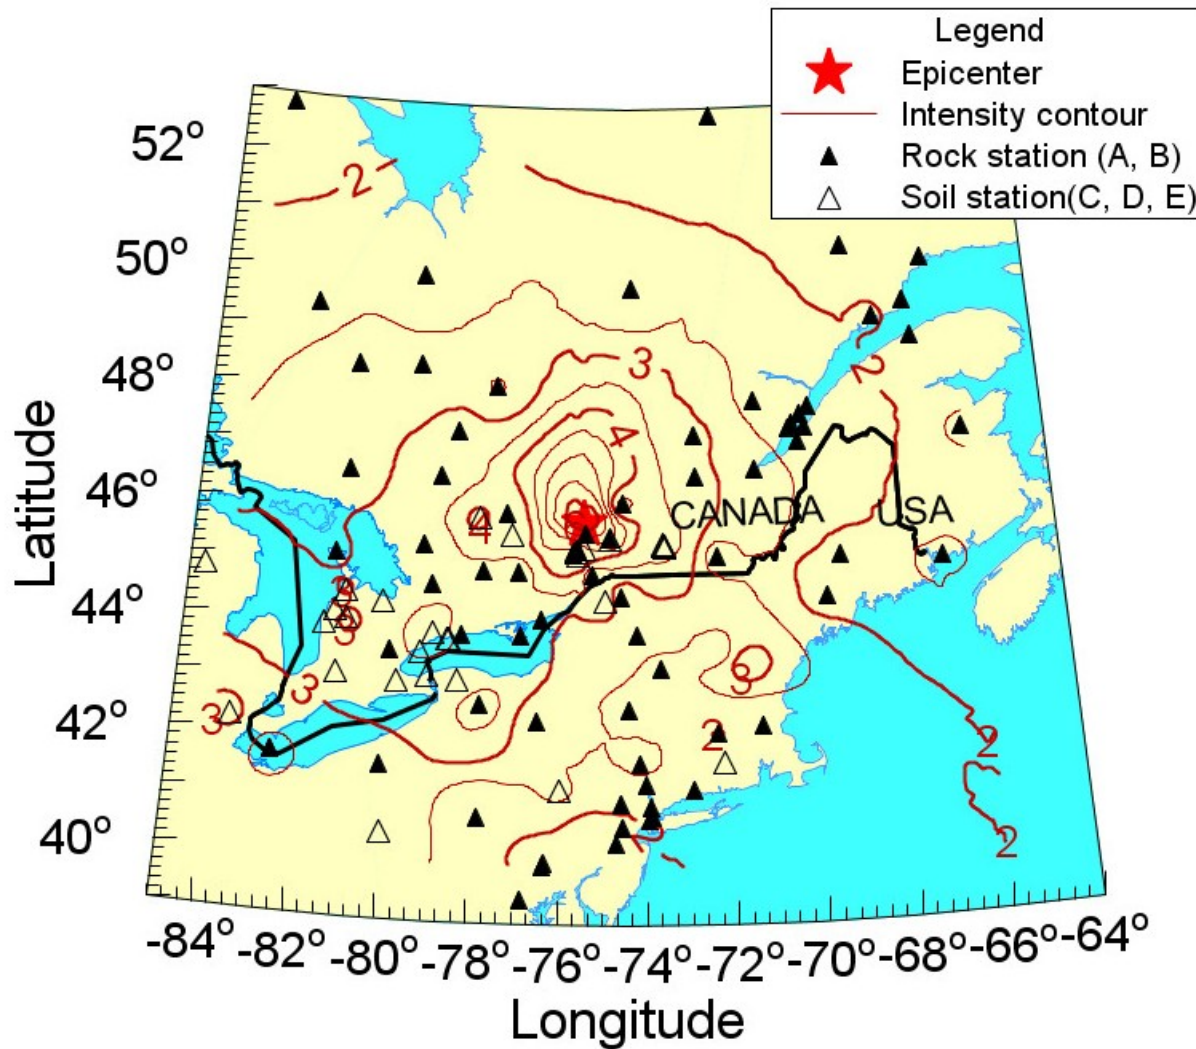 Legend
Epicenter
Intensity contour
Rock station (A, B)
Soil station(C, D, E)
52°
50°
48°
46°
44°
42°
40°
Latitude
2
3
2
4
4
CANADA
USA
3
3
3
3
3
2
2
2
-84° -82° -80° -78° -76° -74° -72° -70° -68° -66° -64°
Longitude